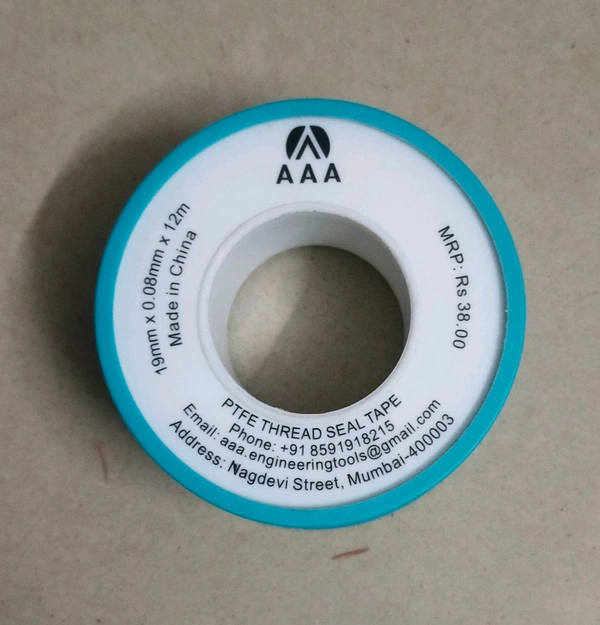 AAA
19mm x 0.08mm x 12m
Made in China
MRP: Rs 38.00
PTFE THREAD SEAL TAPE
Phone: +91 8591918215
Email: aaa.engineeringtools@gmail.com
Address: Nagdevi Street, Mumbai-400003